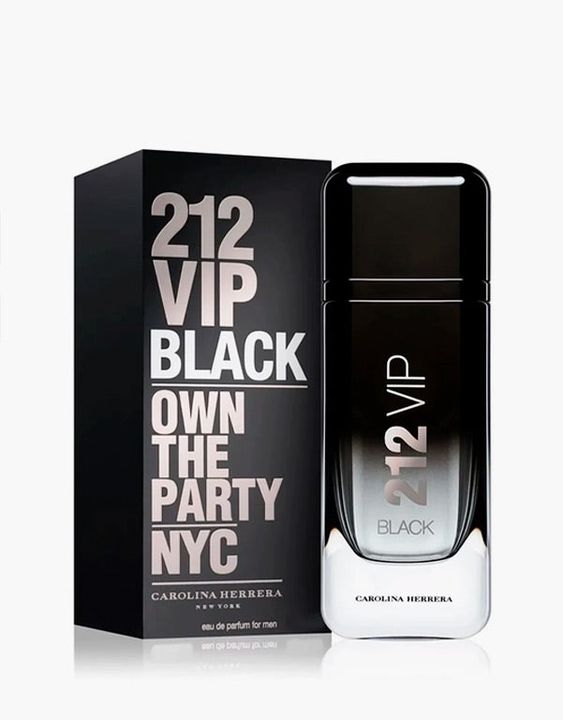 212
VIP
BLACK
OWN
THE
PARTY
NYC
CAROLINA HERRERA
NEW YORK
eau de parfum for men
212 VIP
BLACK
CAROLINA HERRERA